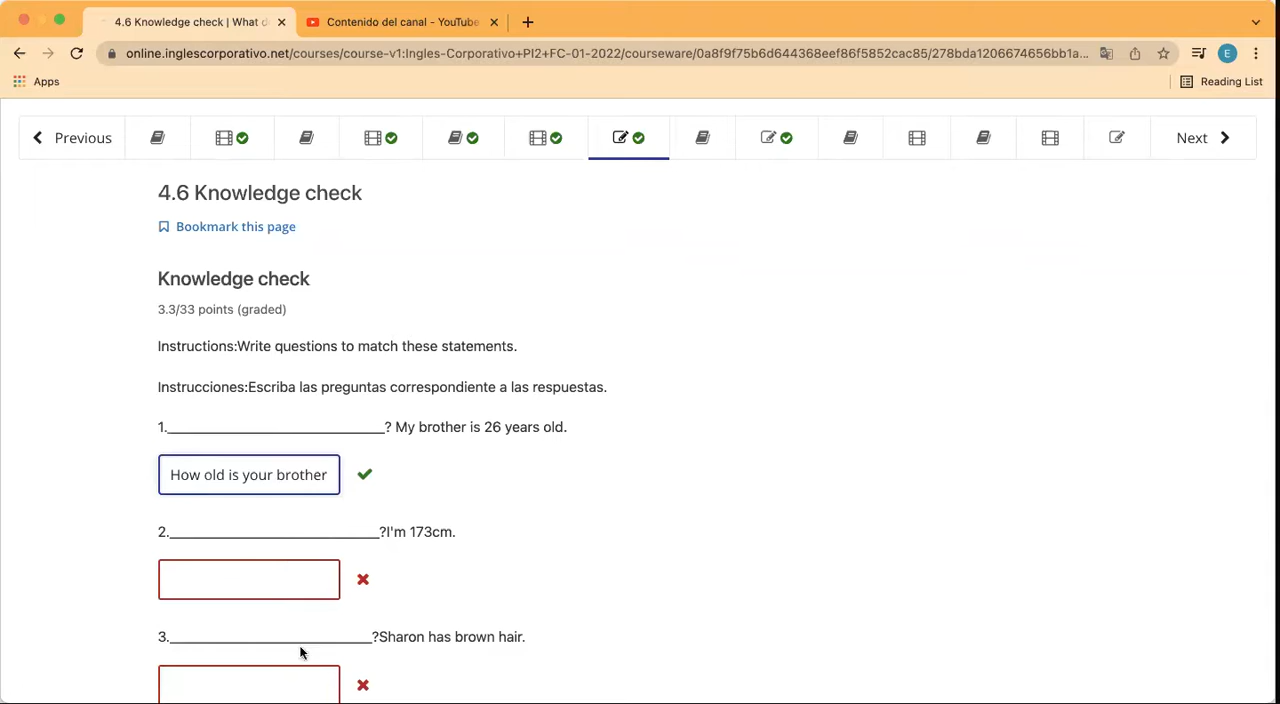 4.6 Knowledge check | What d
Contenido del canal - YouTube
online.inglescorporativo.net/courses/course-v1:Ingles-Corporativo+PI2+FC-01-2022/courseware/0a8f9f75b6d644368eef86f5852cac85/278bda1206674656bb1a...
E
Apps
Reading List
Previous
Next
4.6 Knowledge check
Bookmark this page
Knowledge check
3.3/33 points (graded)
Instructions:Write questions to match these statements.
Instrucciones:Escriba las preguntas correspondiente a las respuestas.
1.____________________________? My brother is 26 years old.
How old is your brother
2.___________________________?I'm 173cm.
3.__________________________?Sharon has brown hair.